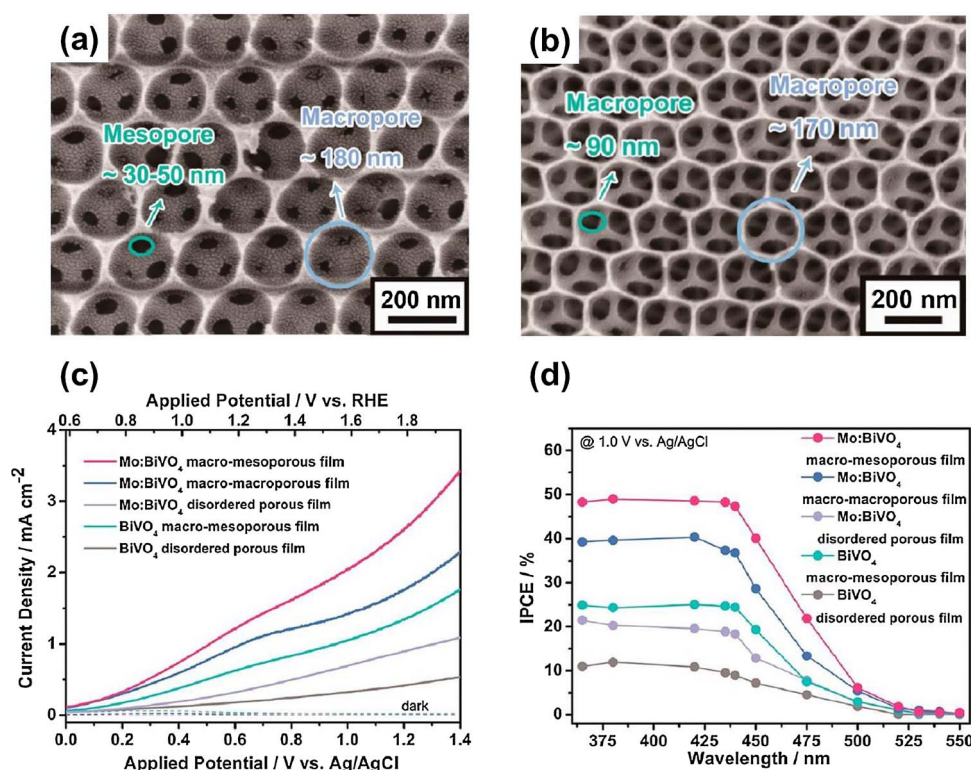 (a)
Mesopore
~ 30-50 nm
Macropore
~ 180 nm
200 nm
(b)
Macropore
~ 90 nm
Macropore
~ 170 nm
200 nm
(c)
Applied Potential / V vs. RHE
0.6 0.8 1.0 1.2 1.4 1.6 1.8
Current Density / mA cm⁻²
4
3
2
1
0
Mo:BiVO₄ macro-mesoporous film
Mo:BiVO₄ macro-macroporous film
Mo:BiVO₄ disordered porous film
BiVO₄ macro-mesoporous film
BiVO₄ disordered porous film
dark
0.0 0.2 0.4 0.6 0.8 1.0 1.2 1.4
Applied Potential / V vs. Ag/AgCl
(d)
@ 1.0 V vs. Ag/AgCl
IPCE / %
60
50
40
30
20
10
0
Mo:BiVO₄
macro-mesoporous film
Mo:BiVO₄
macro-macroporous film
Mo:BiVO₄
disordered porous film
BiVO₄
macro-mesoporous film
BiVO₄
disordered porous film
375 400 425 450 475 500 525 550
Wavelength / nm